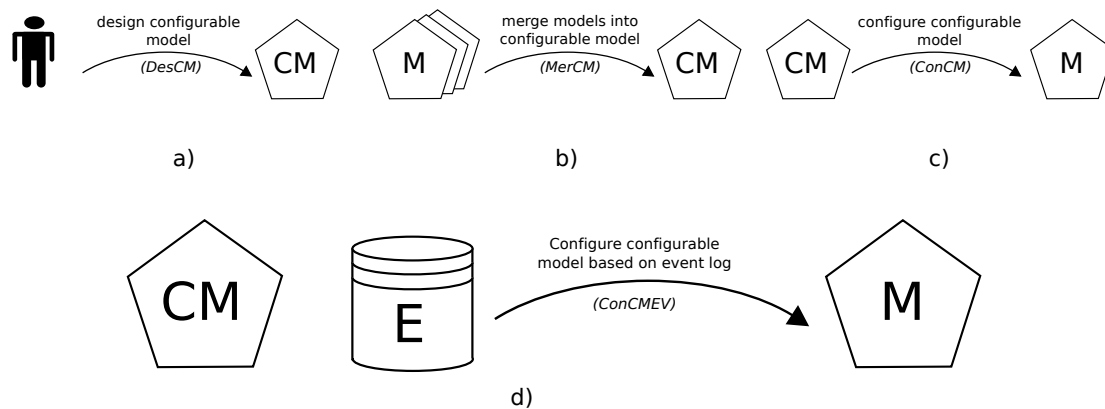 design configurable
model
(DesCM)
CM
a)
M
merge models into
configurable model
(MerCM)
CM
b)
CM
configure configurable
model
(ConCM)
M
c)
CM
E
Configure configurable
model based on event log
(ConCMEV)
M
d)